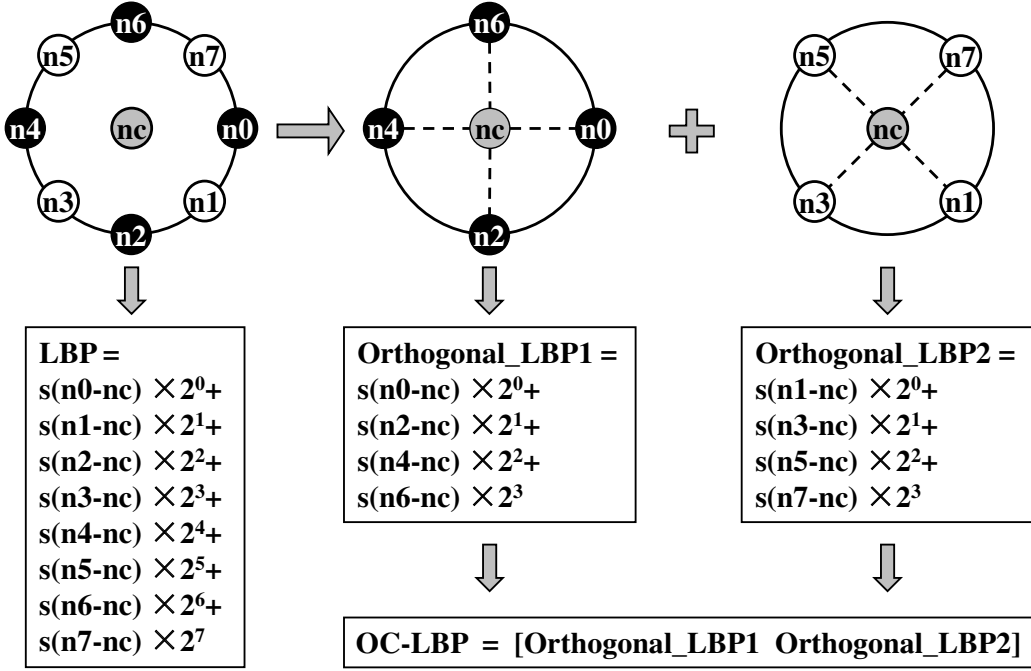 n6
n5
n7
n4
nc
n0
n3
n1
n2
n6
n4
nc
n0
n2
n5
n7
nc
n3
n1
LBP =
s(n0-nc) ×2⁰+
s(n1-nc) ×2¹+
s(n2-nc) ×2²+
s(n3-nc) ×2³+
s(n4-nc) ×2⁴+
s(n5-nc) ×2⁵+
s(n6-nc) ×2⁶+
s(n7-nc) ×2⁷
Orthogonal_LBP1 =
s(n0-nc) ×2⁰+
s(n2-nc) ×2¹+
s(n4-nc) ×2²+
s(n6-nc) ×2³
Orthogonal_LBP2 =
s(n1-nc) ×2⁰+
s(n3-nc) ×2¹+
s(n5-nc) ×2²+
s(n7-nc) ×2³
OC-LBP = [Orthogonal_LBP1 Orthogonal_LBP2]